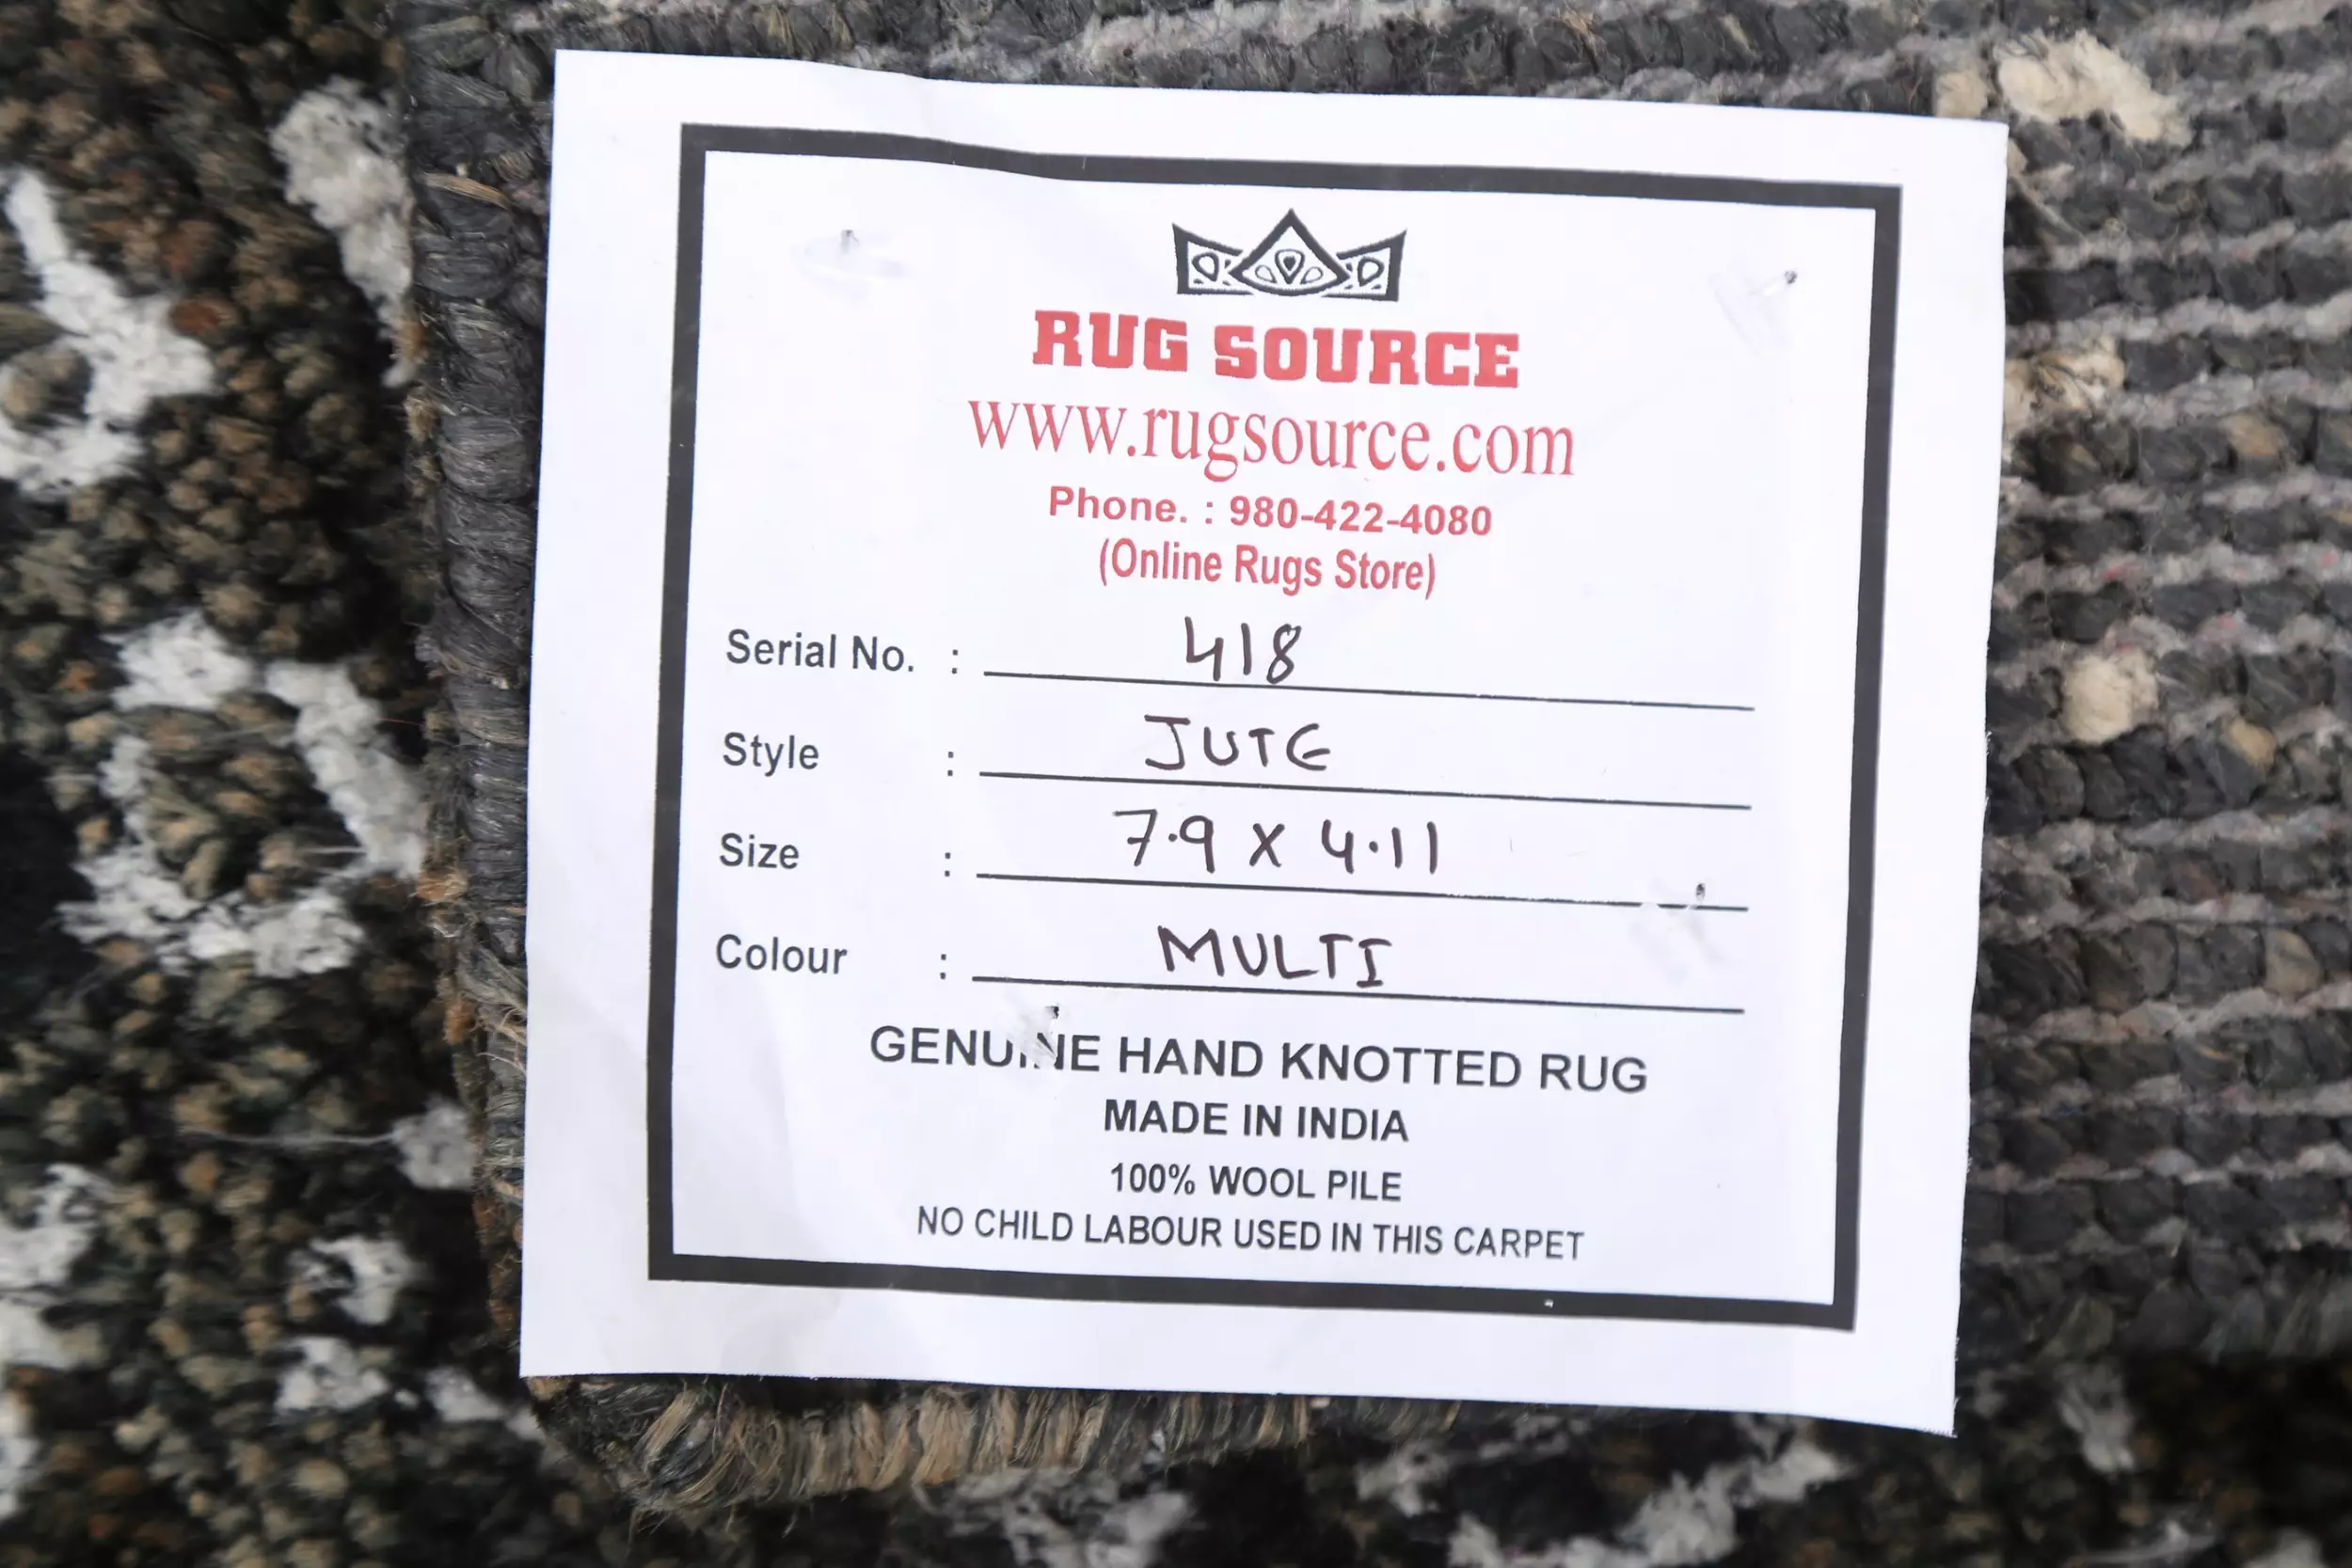 RUG SOURCE
www.rugsource.com
Phone. : 980-422-4080
(Online Rugs Store)
Serial No. : 418
Style : JUTE
Size : 7.9 X 4.11
Colour : MULTI
GENUINE HAND KNOTTED RUG
MADE IN INDIA
100% WOOL PILE
NO CHILD LABOUR USED IN THIS CARPET